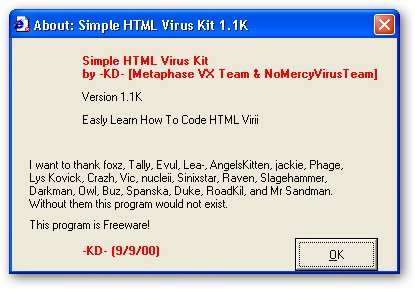 About: Simple HTML Virus Kit 1.1K
Simple HTML Virus Kit
by -KD- [Metaphase VX Team & NoMercyVirusTeam]
Version 1.1K
Easly Learn How To Code HTML Virii
I want to thank foxz, Tally, Evul, Lea-, AngelsKitten, jackie, Phage,
Lys Kovick, Crazh, Vic, nucleii, Sinixstar, Raven, Slagehammer,
Darkman, Owl, Buz, Spanska, Duke, RoadKil, and Mr Sandman.
Without them this program would not exist.
This program is Freeware!
-KD- (9/9/00)
OK